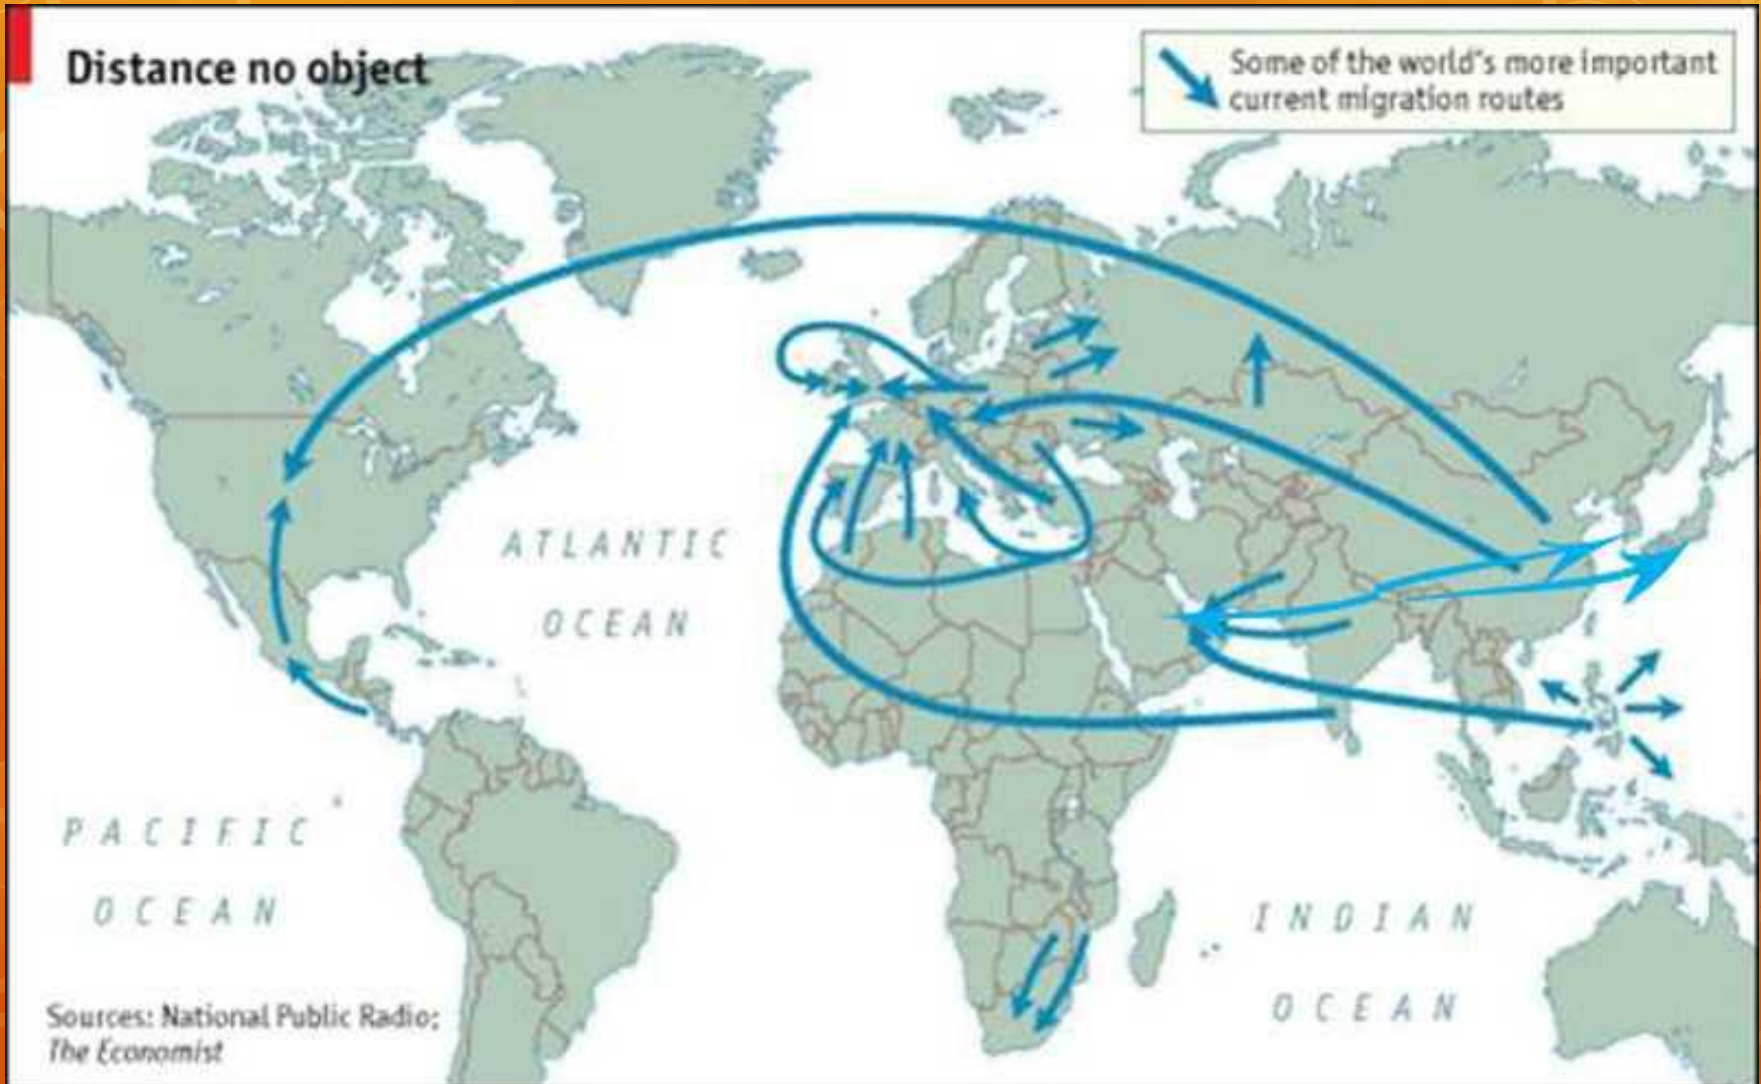 Distance no object
Some of the world's more important
current migration routes
ATLANTIC
OCEAN
PACIFIC
OCEAN
INDIAN
OCEAN
Sources: National Public Radio;
The Economist